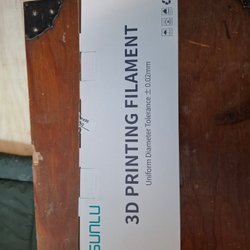 SUNLU
3D PRINTING FILAMENT
Uniform Diameter Tolerance ± 0.02mm